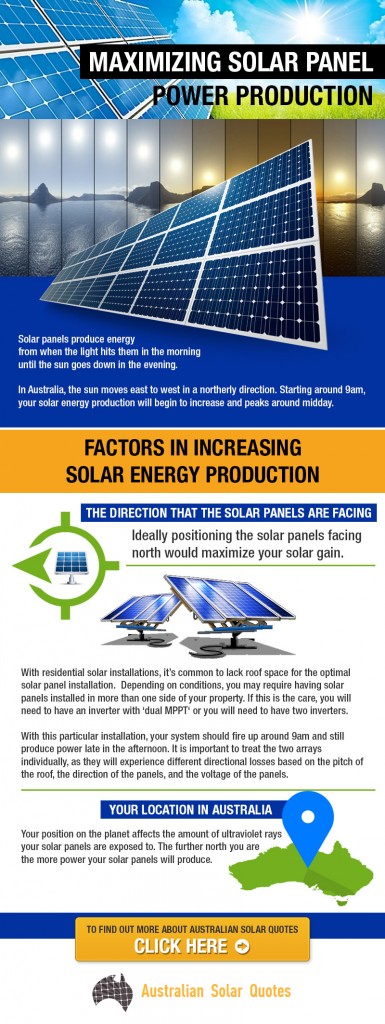 MAXIMIZING SOLAR PANEL
POWER PRODUCTION
Solar panels produce energy
from when the light hits them in the morning
until the sun goes down in the evening.
In Australia, the sun moves east to west in a northerly direction. Starting around 9am,
your solar energy production will begin to increase and peaks around midday.
FACTORS IN INCREASING
SOLAR ENERGY PRODUCTION
THE DIRECTION THAT THE SOLAR PANELS ARE FACING
Ideally positioning the solar panels facing
north would maximize your solar gain.
With residential solar installations, it's common to lack roof space for the optimal
solar panel installation. Depending on conditions, you may require having solar
panels installed in more than one side of your property. If this is the care, you will
need to have an inverter with 'dual MPPT' or you will need to have two inverters.
With this particular installation, your system should fire up around 9am and still
produce power late in the afternoon. It is important to treat the two arrays
individually, as they will experience different directional losses based on the pitch of
the roof, the direction of the panels, and the voltage of the panels.
YOUR LOCATION IN AUSTRALIA
Your position on the planet affects the amount of ultraviolet rays
your solar panels are exposed to. The further north you are
the more power your solar panels will produce.
TO FIND OUT MORE ABOUT AUSTRALIAN SOLAR QUOTES
CLICK HERE
Australian Solar Quotes